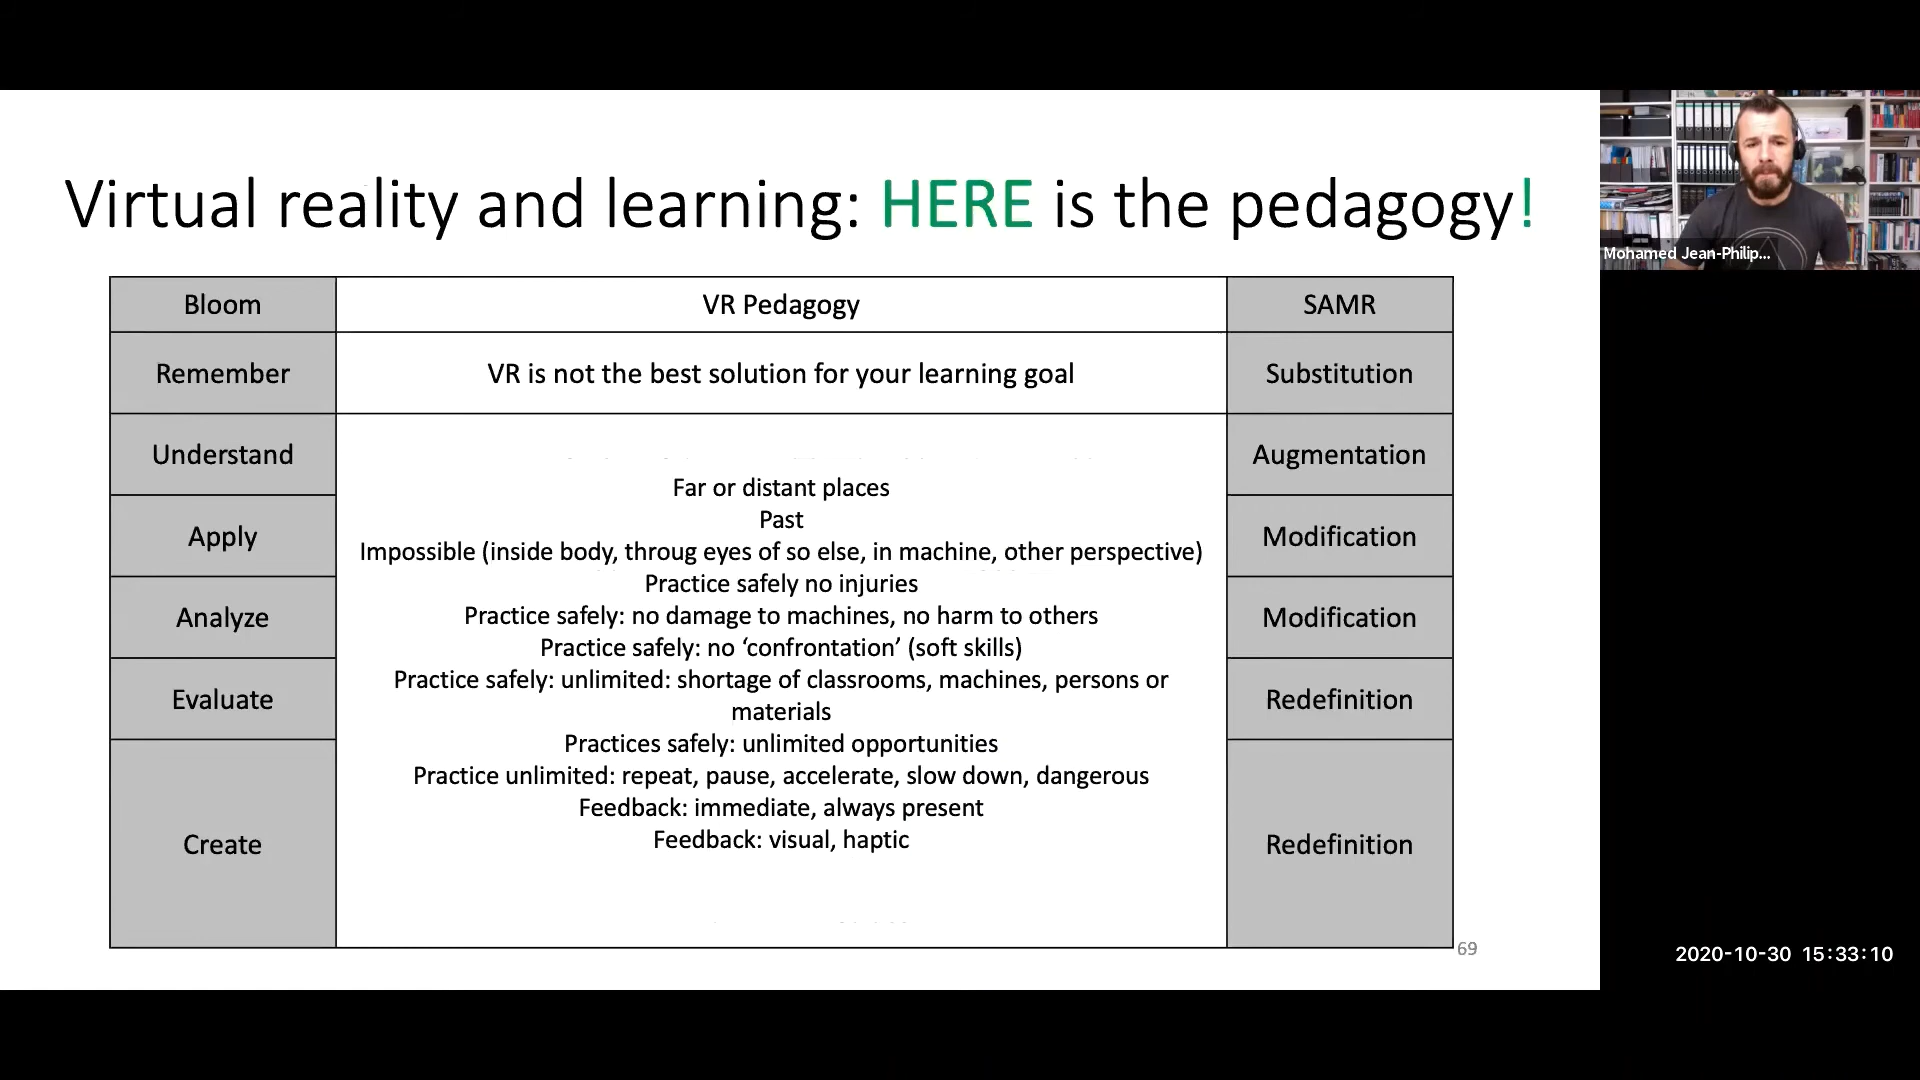 Virtual reality and learning: HERE is the pedagogy!
Bloom
VR Pedagogy
SAMR
Remember
VR is not the best solution for your learning goal
Substitution
Understand
Augmentation
Far or distant places
Past
Apply
Modification
Impossible (inside body, throug eyes of so else, in machine, other perspective)
Practice safely no injuries
Analyze
Modification
Practice safely: no damage to machines, no harm to others
Practice safely: no ‘confrontation’ (soft skills)
Evaluate
Redefinition
Practice safely: unlimited: shortage of classrooms, machines, persons or
materials
Practices safely: unlimited opportunities
Practice unlimited: repeat, pause, accelerate, slow down, dangerous
Feedback: immediate, always present
Feedback: visual, haptic
Create
Redefinition
69
Mohamed Jean-Philip...
2020-10-30 15:33:10